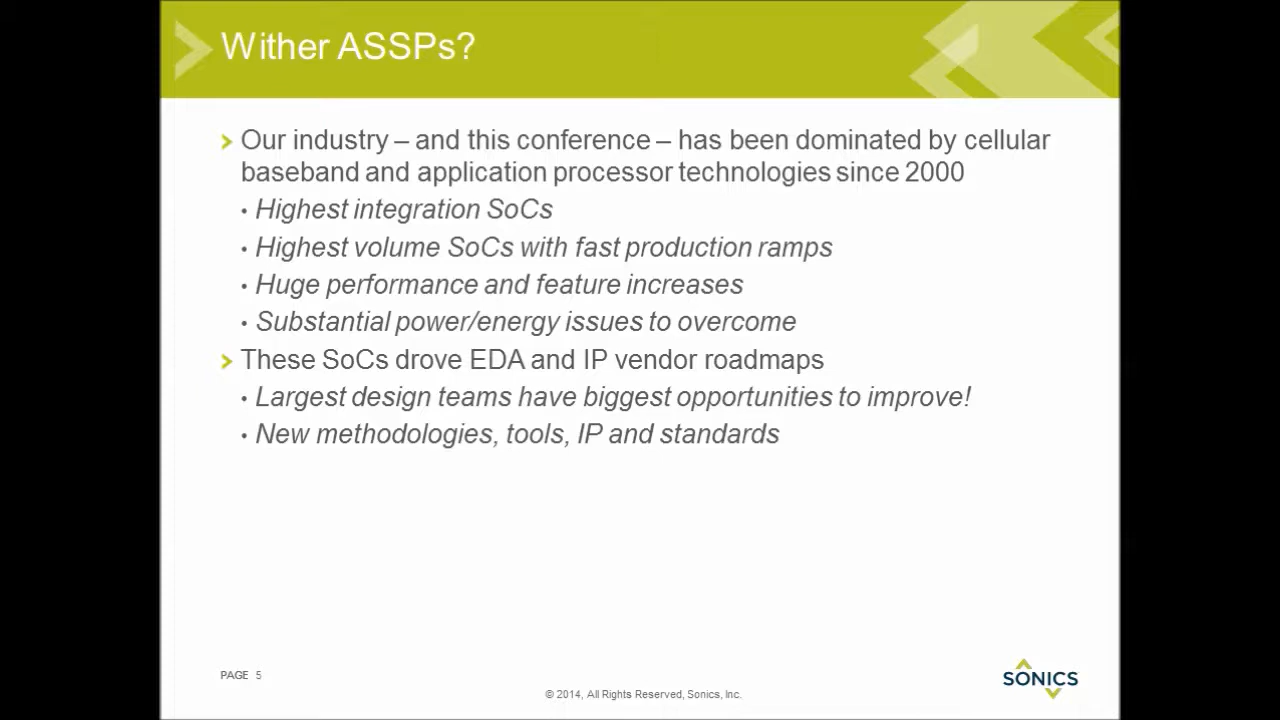 Wither ASSPs?
Our industry – and this conference – has been dominated by cellular
baseband and application processor technologies since 2000
• Highest integration SoCs
• Highest volume SoCs with fast production ramps
• Huge performance and feature increases
• Substantial power/energy issues to overcome
These SoCs drove EDA and IP vendor roadmaps
• Largest design teams have biggest opportunities to improve!
• New methodologies, tools, IP and standards
PAGE 5
SONICS
© 2014, All Rights Reserved, Sonics, Inc.